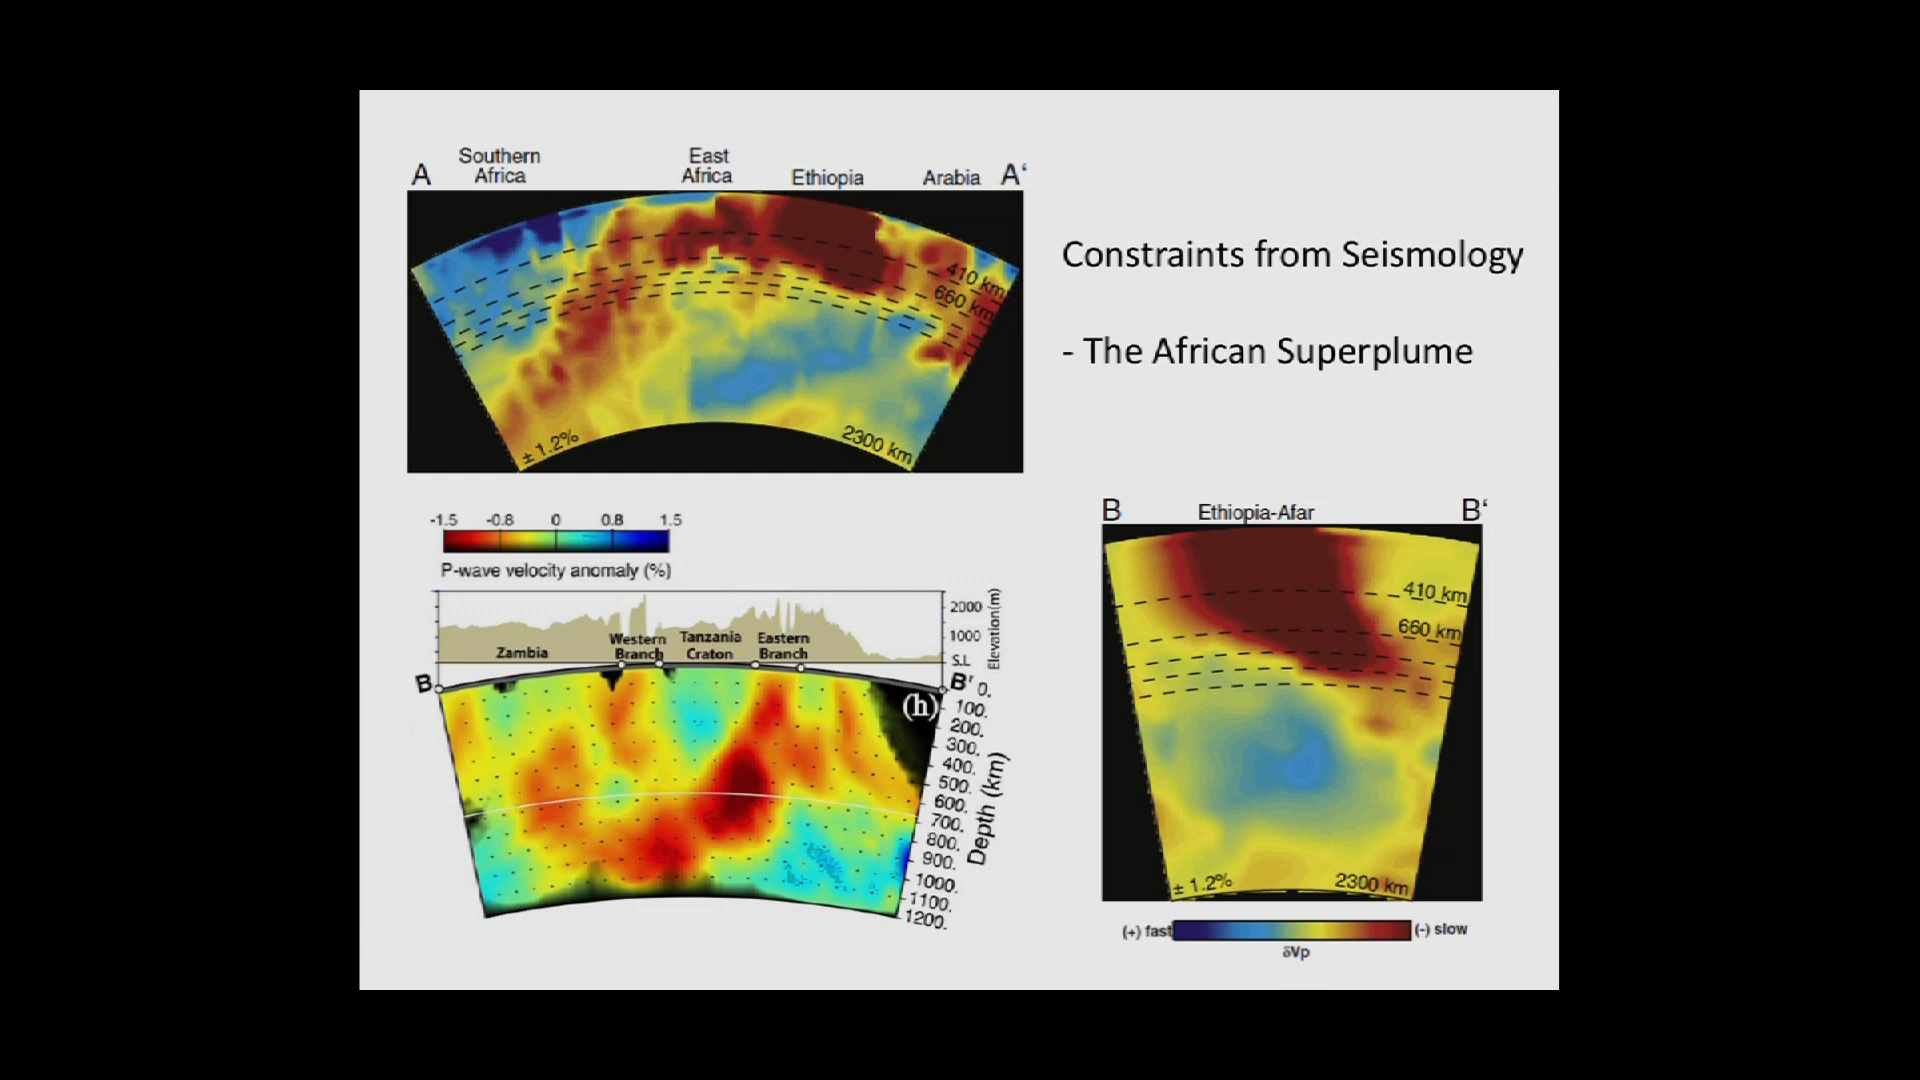 A
Southern
Africa
East
Africa
Ethiopia
Arabia
A'
410 km
660 km
± 1.2%
2300 km
Constraints from Seismology
- The African Superplume
-1.5 -0.8 0 0.8 1.5
P-wave velocity anomaly (%)
2000
1000
S.L
Elevation(m)
Zambia
Western
Branch
Tanzania
Craton
Eastern
Branch
B
B'
(h)
0.
100.
200.
300.
400.
500.
600.
700.
800.
900.
1000.
1100.
1200.
Depth (km)
B
Ethiopia-Afar
B'
410 km
660 km
± 1.2%
2300 km
(+) fast
(-) slow
δVp